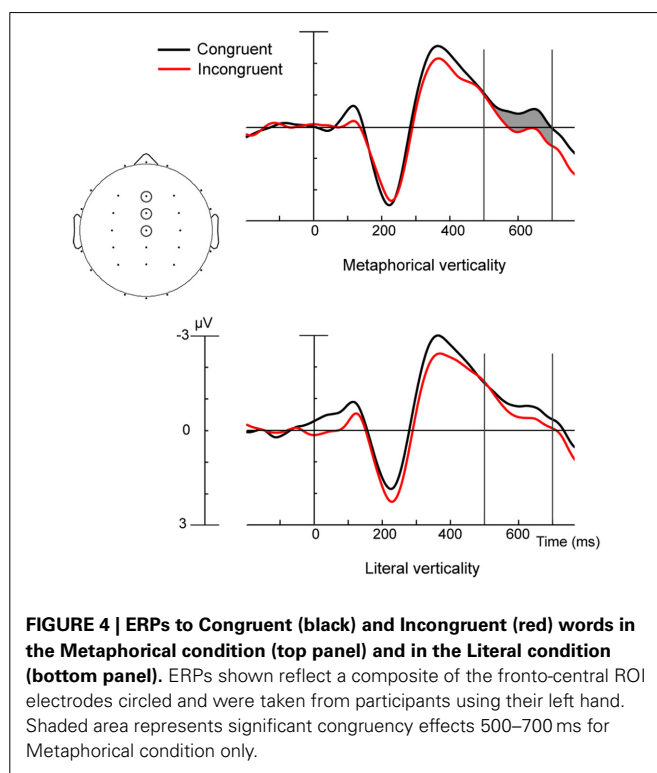 Congruent
Incongruent
0 200 400 600
Metaphorical verticality
μV
-3
0
3
0 200 400 600 Time (ms)
Literal verticality
FIGURE 4 | ERPs to Congruent (black) and Incongruent (red) words in
the Metaphorical condition (top panel) and in the Literal condition
(bottom panel). ERPs shown reflect a composite of the fronto-central ROI
electrodes circled and were taken from participants using their left hand.
Shaded area represents significant congruency effects 500–700 ms for
Metaphorical condition only.